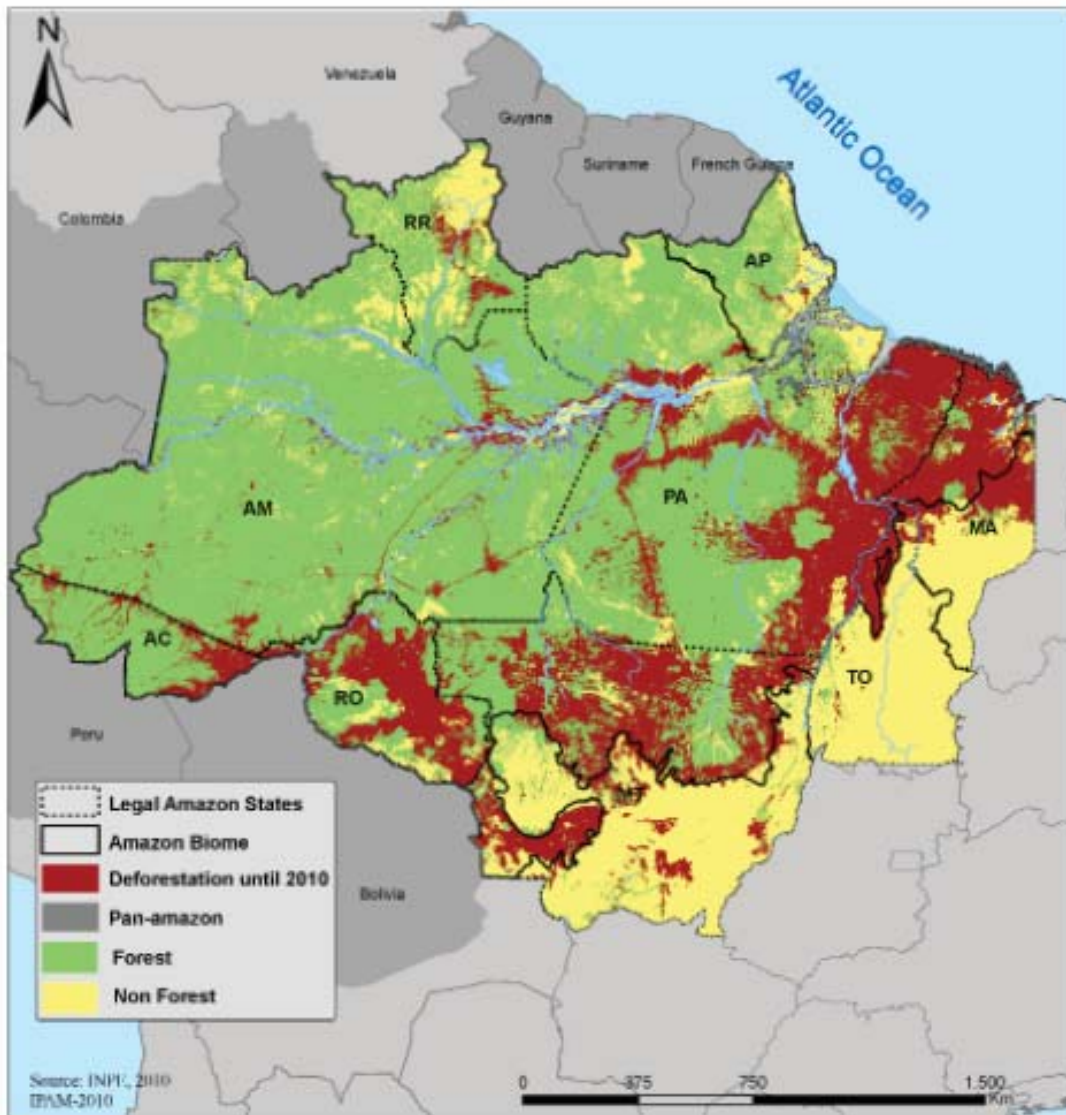 N
Venezuela
Guyana
Suriname
French Guiana
Atlantic Ocean
Colombia
RR
AP
AM
PA
MA
AC
RO
TO
MT
Peru
Bolivia
Legal Amazon States
Amazon Biome
Deforestation until 2010
Pan-amazon
Forest
Non Forest
Source: INPE, 2010
IPAM-2010
0 375 750 1.500
Km